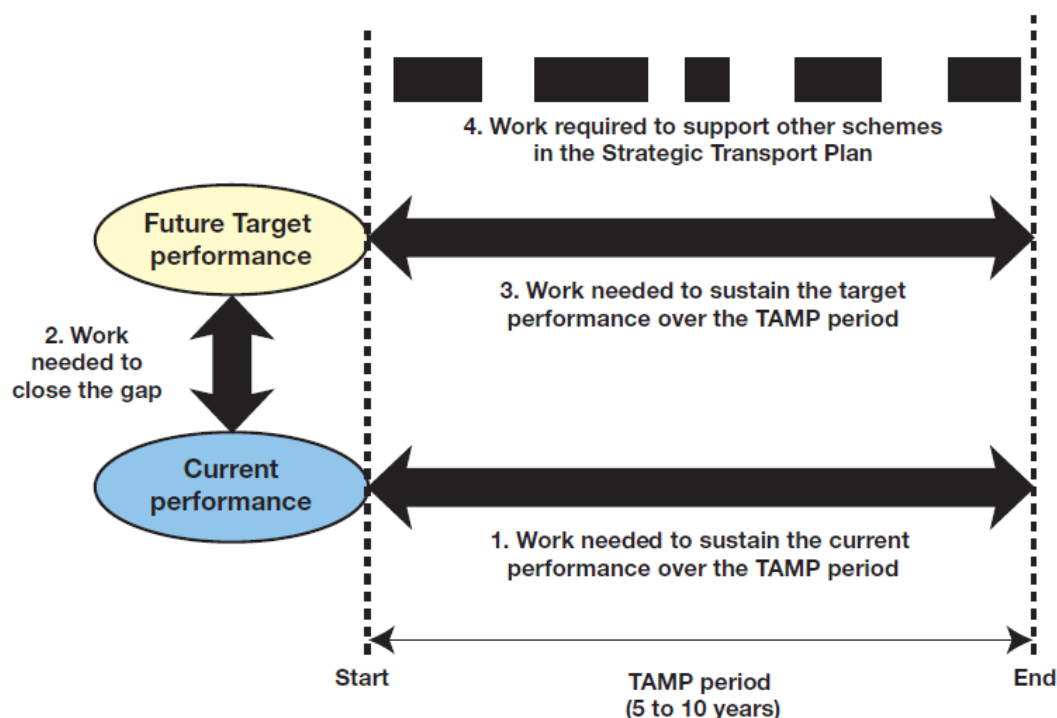 4. Work required to support other schemes
in the Strategic Transport Plan
Future Target
performance
3. Work needed to sustain the target
performance over the TAMP period
2. Work
needed to
close the gap
Current
performance
1. Work needed to sustain the current
performance over the TAMP period
Start
TAMP period
(5 to 10 years)
End